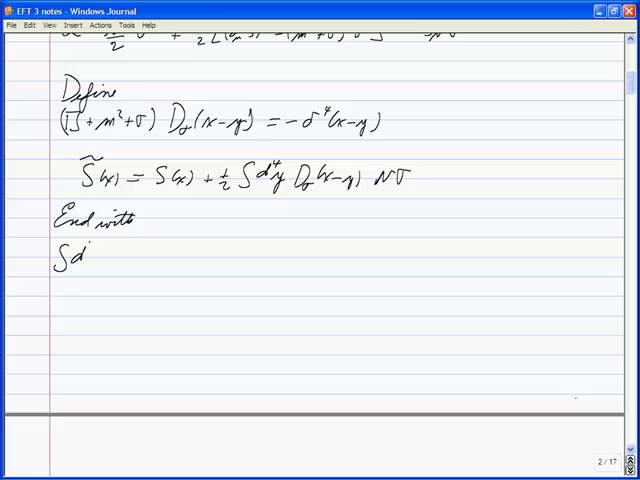 EFT 3 notes - Windows Journal
File Edit View Insert Actions Tools Help
Define
(□ + m² + σ) D_σ(x-y) = -δ⁴(x-y)
S̃(x) = S(x) + ½ ∫d⁴y D_σ(x-y) Nσ
End with
∫d
2 / 17